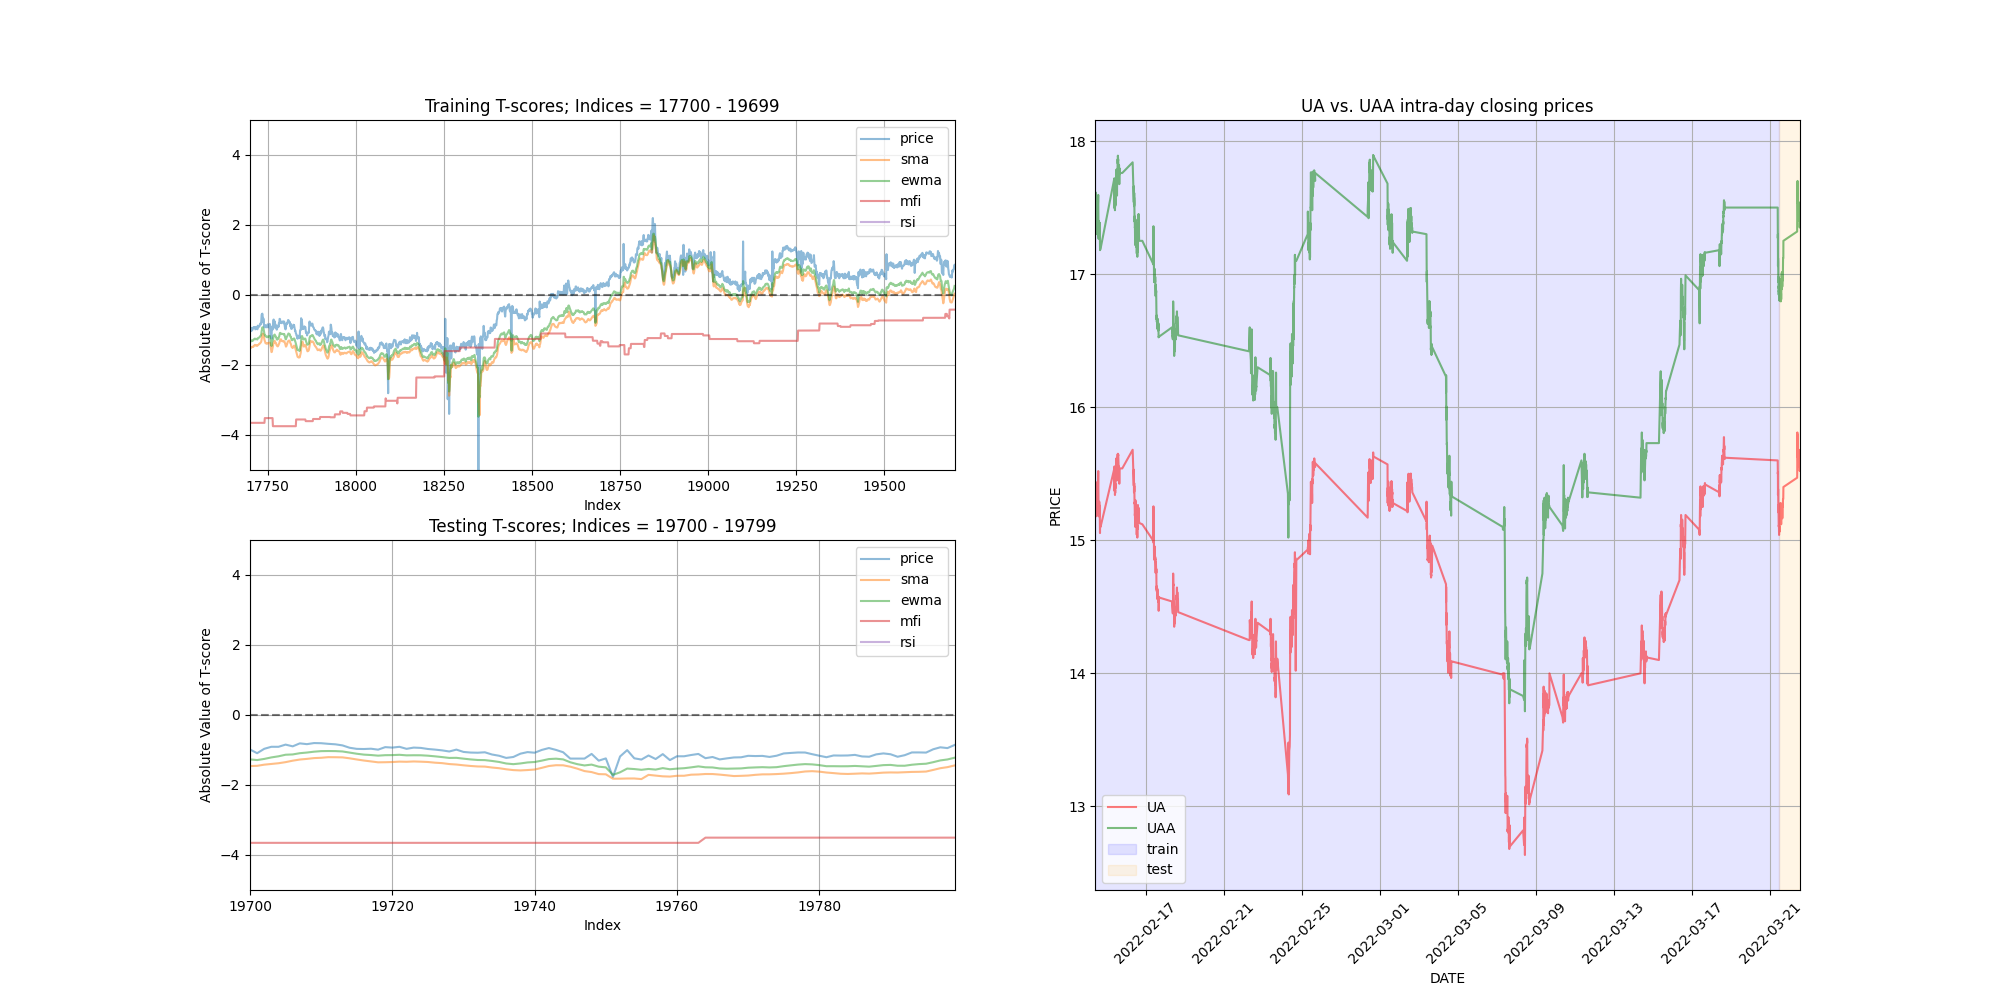 Training T-scores; Indices = 17700 - 19699
Absolute Value of T-score
4
2
0
−2
−4
price
sma
ewma
mfi
rsi
17750
18000
18250
18500
18750
19000
19250
19500
Index
Testing T-scores; Indices = 19700 - 19799
Absolute Value of T-score
4
2
0
−2
−4
price
sma
ewma
mfi
rsi
19700
19720
19740
19760
19780
Index
UA vs. UAA intra-day closing prices
PRICE
18
17
16
15
14
13
UA
UAA
train
test
2022-02-17
2022-02-21
2022-02-25
2022-03-01
2022-03-05
2022-03-09
2022-03-13
2022-03-17
2022-03-21
DATE